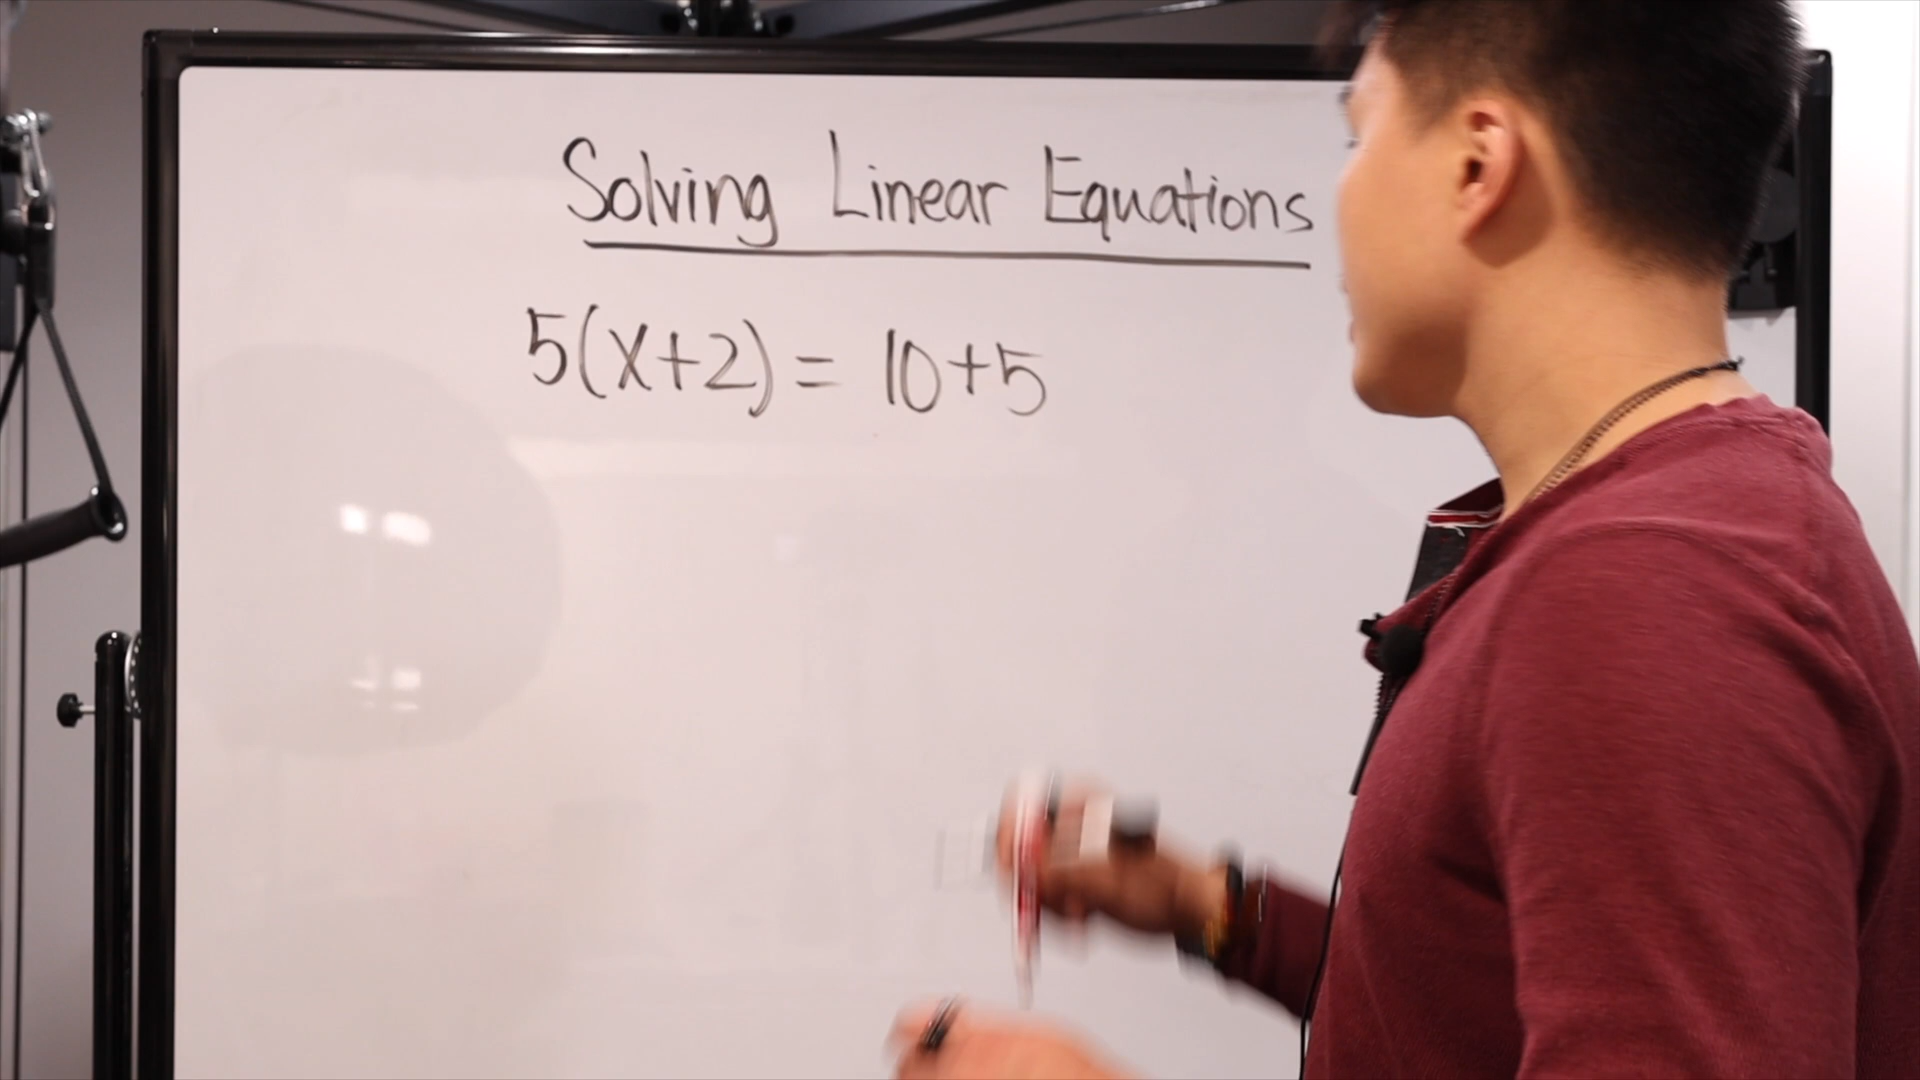 Solving Linear Equations
5(x+2) = 10+5